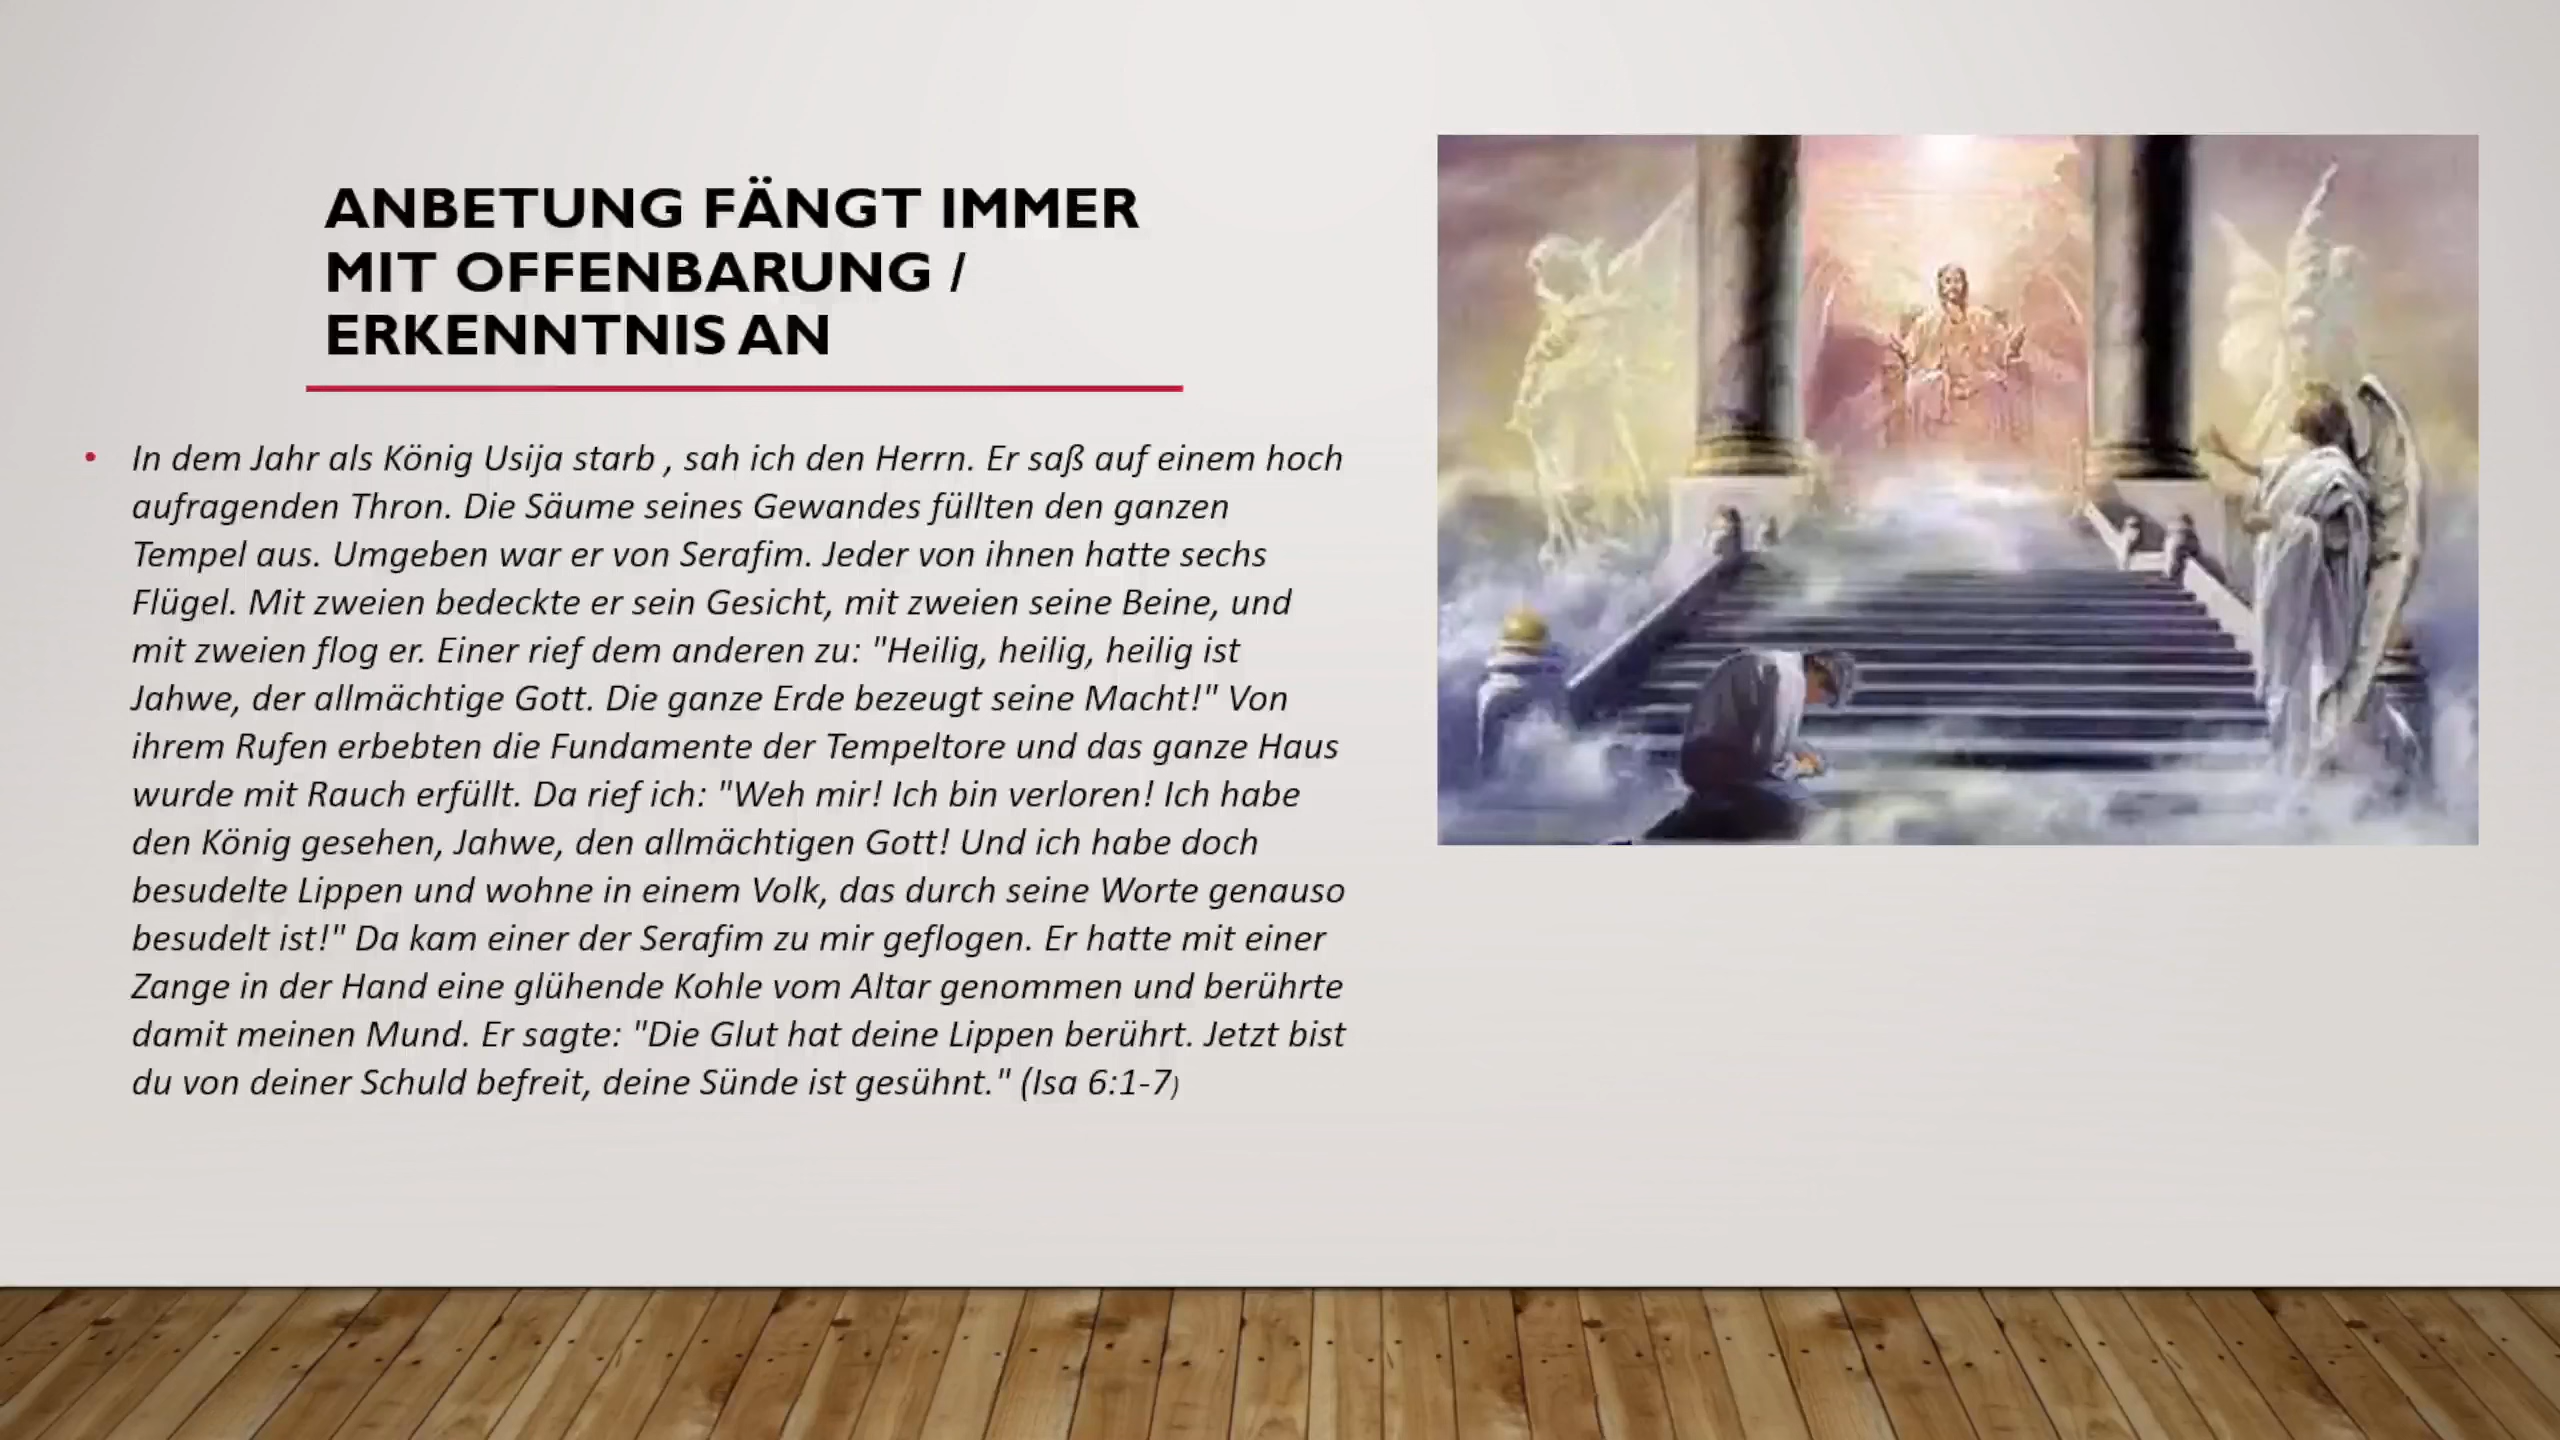 ANBETUNG FÄNGT IMMER
MIT OFFENBARUNG /
ERKENNTNIS AN
• In dem Jahr als König Usija starb , sah ich den Herrn. Er saß auf einem hoch
aufragenden Thron. Die Säume seines Gewandes füllten den ganzen
Tempel aus. Umgeben war er von Serafim. Jeder von ihnen hatte sechs
Flügel. Mit zweien bedeckte er sein Gesicht, mit zweien seine Beine, und
mit zweien flog er. Einer rief dem anderen zu: "Heilig, heilig, heilig ist
Jahwe, der allmächtige Gott. Die ganze Erde bezeugt seine Macht!" Von
ihrem Rufen erbebten die Fundamente der Tempeltore und das ganze Haus
wurde mit Rauch erfüllt. Da rief ich: "Weh mir! Ich bin verloren! Ich habe
den König gesehen, Jahwe, den allmächtigen Gott! Und ich habe doch
besudelte Lippen und wohne in einem Volk, das durch seine Worte genauso
besudelt ist!" Da kam einer der Serafim zu mir geflogen. Er hatte mit einer
Zange in der Hand eine glühende Kohle vom Altar genommen und berührte
damit meinen Mund. Er sagte: "Die Glut hat deine Lippen berührt. Jetzt bist
du von deiner Schuld befreit, deine Sünde ist gesühnt." (Isa 6:1-7)